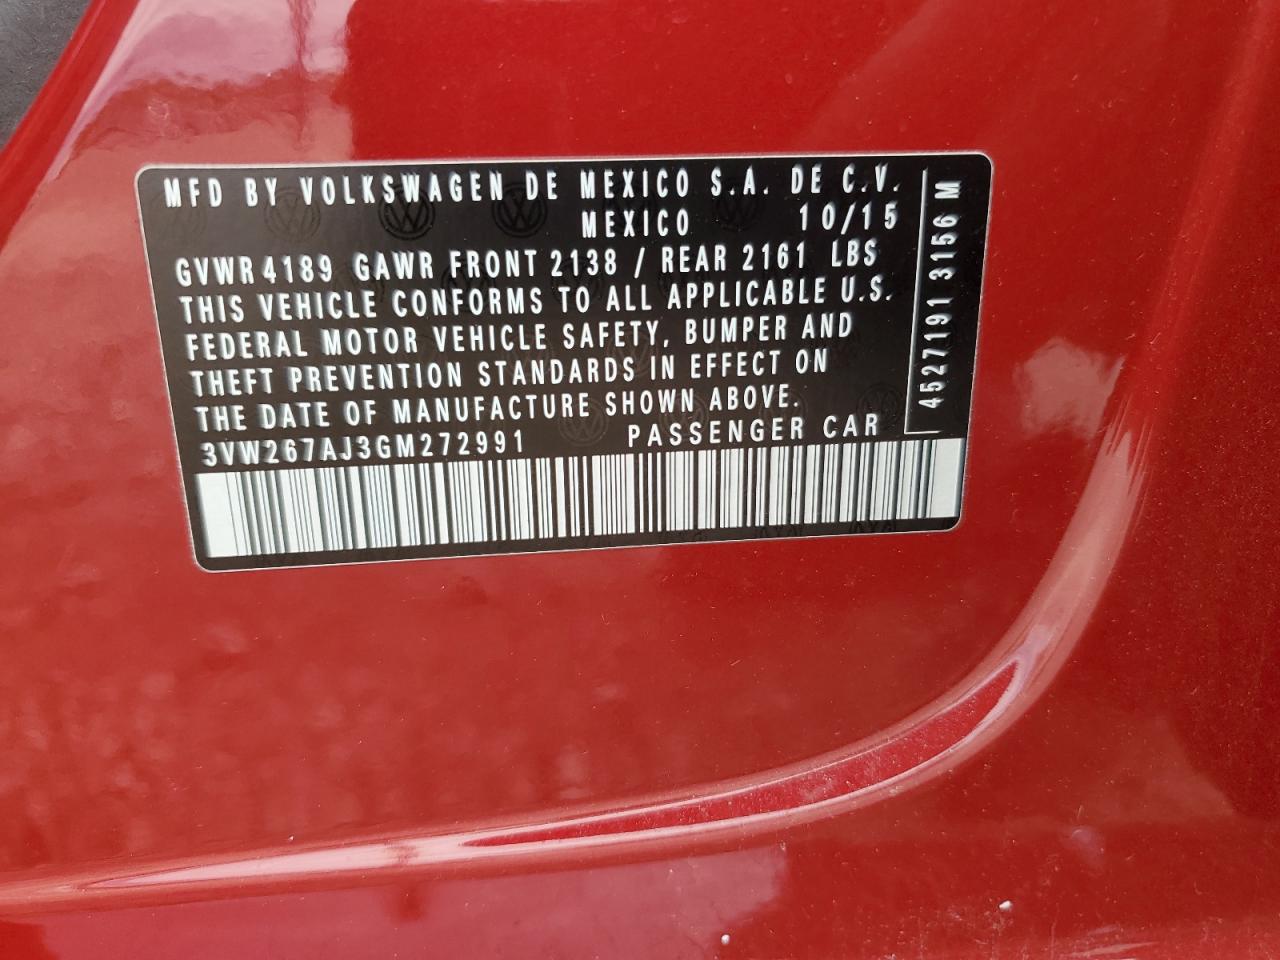 MFD BY VOLKSWAGEN DE MEXICO S.A. DE C.V.
MEXICO 10/15
GVWR 4189 GAWR FRONT 2138 / REAR 2161 LBS
THIS VEHICLE CONFORMS TO ALL APPLICABLE U.S.
FEDERAL MOTOR VEHICLE SAFETY, BUMPER AND
THEFT PREVENTION STANDARDS IN EFFECT ON
THE DATE OF MANUFACTURE SHOWN ABOVE.
3VW267AJ3GM272991 PASSENGER CAR
4527191 3156 M